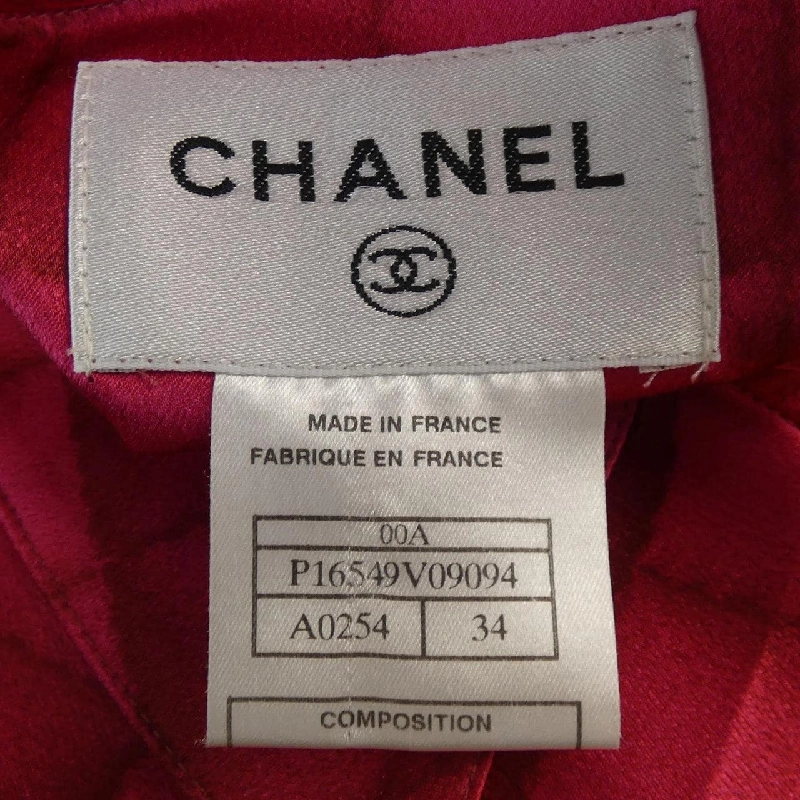 CHANEL
MADE IN FRANCE
FABRIQUE EN FRANCE
00A
P16549V09094
A0254 34
COMPOSITION